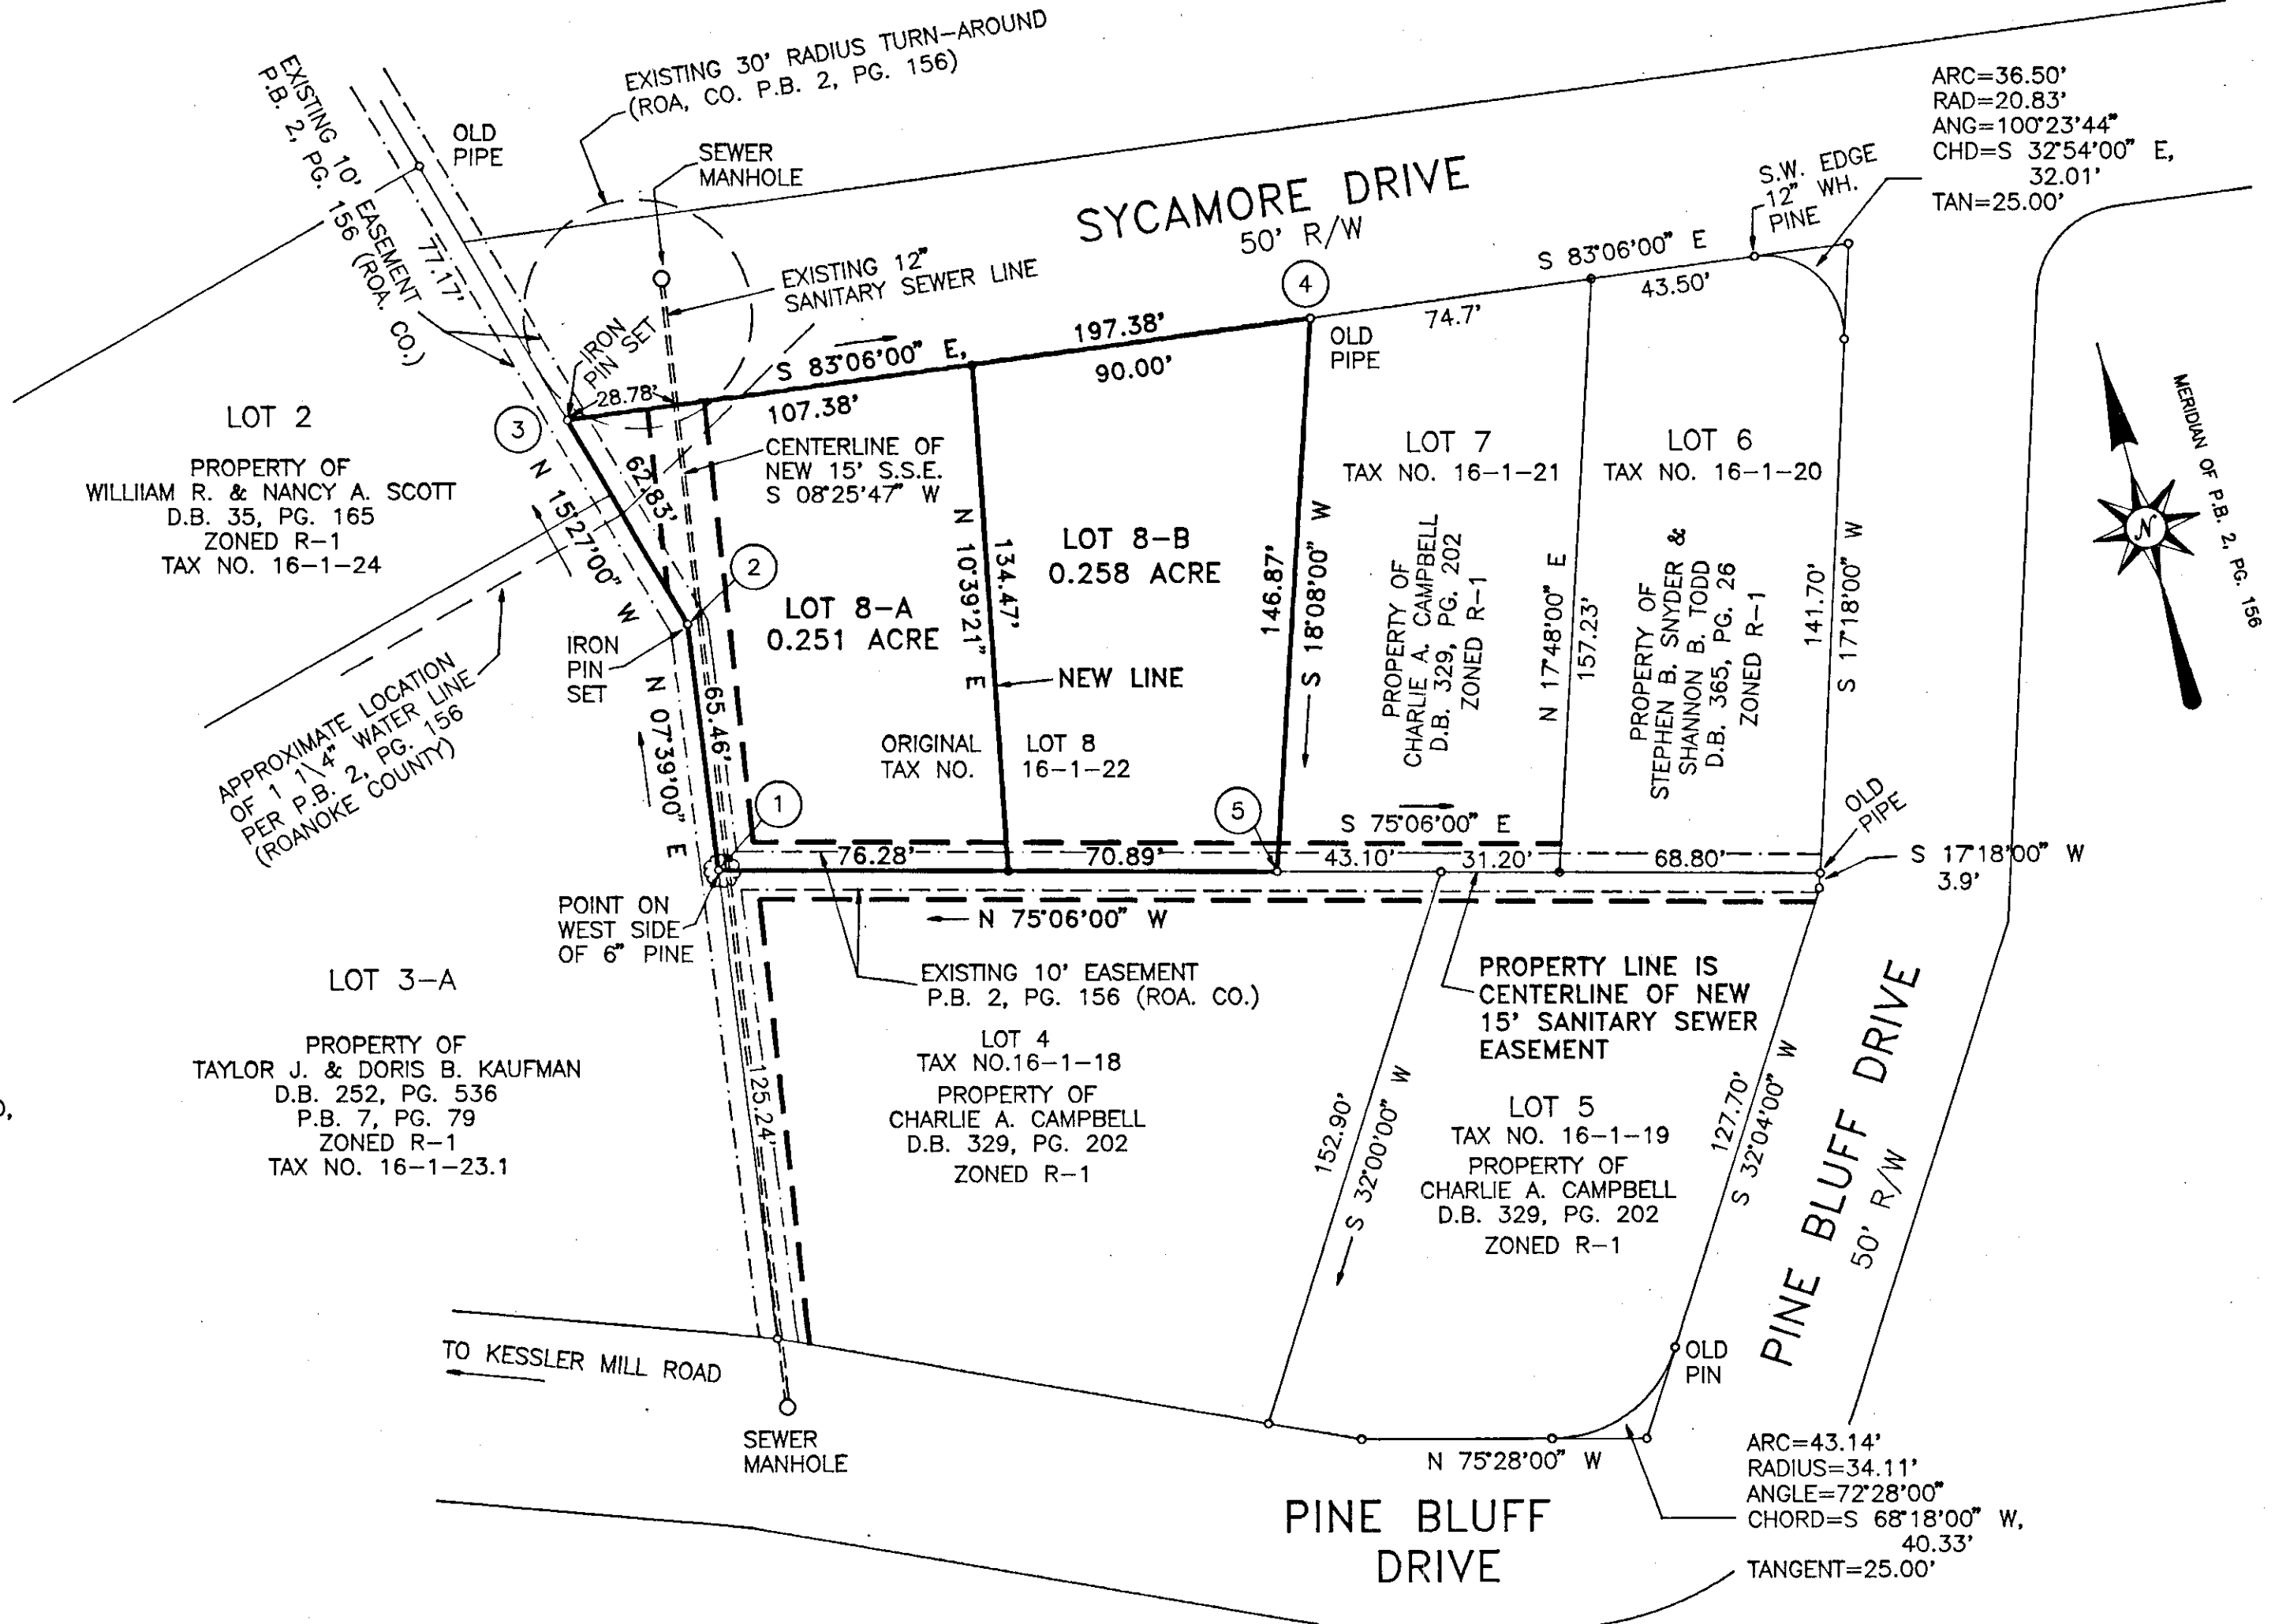 EXISTING 30' RADIUS TURN-AROUND
(ROA, CO. P.B. 2, PG. 156)
EXISTING 10' EASEMENT
P.B. 2, PG. 156 (ROA. CO.)
OLD
PIPE
77.17'
SEWER
MANHOLE
EXISTING 12"
SANITARY SEWER LINE
SYCAMORE DRIVE
50' R/W
S.W. EDGE
12" WH.
PINE
ARC=36.50'
RAD=20.83'
ANG=100°23'44"
CHD=S 32°54'00" E,
32.01'
TAN=25.00'
MERIDIAN OF P.B. 2, PG. 156
N
IRON
PIN SET
28.78'
S 83°06'00" E,
197.38'
107.38'
90.00'
4
OLD
PIPE
74.7'
S 83°06'00" E
43.50'
3
LOT 2
PROPERTY OF
WILLIIAM R. & NANCY A. SCOTT
D.B. 35, PG. 165
ZONED R-1
TAX NO. 16-1-24
N 15°27'00" W
62.83'
CENTERLINE OF
NEW 15' S.S.E.
S 08°25'47" W
2
IRON
PIN
SET
LOT 8-A
0.251 ACRE
N 10°39'21" E
134.47'
LOT 8-B
0.258 ACRE
NEW LINE
146.87'
S 18°08'00" W
LOT 7
TAX NO. 16-1-21
PROPERTY OF
CHARLIE A. CAMPBELL
D.B. 329, PG. 202
ZONED R-1
N 17°48'00" E
157.23'
LOT 6
TAX NO. 16-1-20
PROPERTY OF
STEPHEN B. SNYDER &
SHANNON B. TODD
D.B. 365, PG. 26
ZONED R-1
141.70'
S 17°18'00" W
APPROXIMATE LOCATION
OF 1 1\4" WATER LINE
PER P.B. 2, PG. 156
(ROANOKE COUNTY)
N 07°39'00" E
65.46'
ORIGINAL LOT 8
TAX NO. 16-1-22
1
5
S 75°06'00" E
76.28'
70.89'
43.10'
31.20'
68.80'
OLD
PIPE
S 17°18'00" W
3.9'
POINT ON
WEST SIDE
OF 6" PINE
N 75°06'00" W
EXISTING 10' EASEMENT
P.B. 2, PG. 156 (ROA. CO.)
PROPERTY LINE IS
CENTERLINE OF NEW
15' SANITARY SEWER
EASEMENT
LOT 3-A
PROPERTY OF
TAYLOR J. & DORIS B. KAUFMAN
D.B. 252, PG. 536
P.B. 7, PG. 79
ZONED R-1
TAX NO. 16-1-23.1
125.24'
LOT 4
TAX NO.16-1-18
PROPERTY OF
CHARLIE A. CAMPBELL
D.B. 329, PG. 202
ZONED R-1
152.90'
S 32°00'00" W
LOT 5
TAX NO. 16-1-19
PROPERTY OF
CHARLIE A. CAMPBELL
D.B. 329, PG. 202
ZONED R-1
127.70'
S 32°04'00" W
PINE BLUFF DRIVE
50' R/W
TO KESSLER MILL ROAD
SEWER
MANHOLE
OLD
PIN
N 75°28'00" W
PINE BLUFF
DRIVE
ARC=43.14'
RADIUS=34.11'
ANGLE=72°28'00"
CHORD=S 68°18'00" W,
40.33'
TANGENT=25.00'